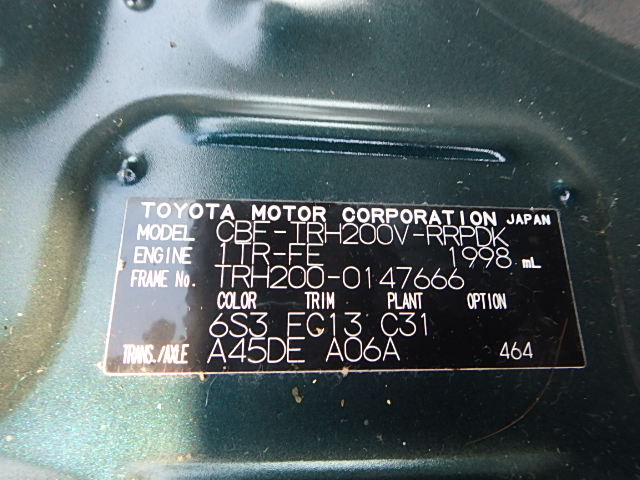 TOYOTA MOTOR CORPORATION JAPAN
MODEL CBF-TRH200V-RRPDK
ENGINE 1TR-FE 1998 mL
FRAME No. TRH200-0147666
COLOR TRIM PLANT OPTION
6S3 FC13 C31
TRANS./AXLE A45DE A06A 464